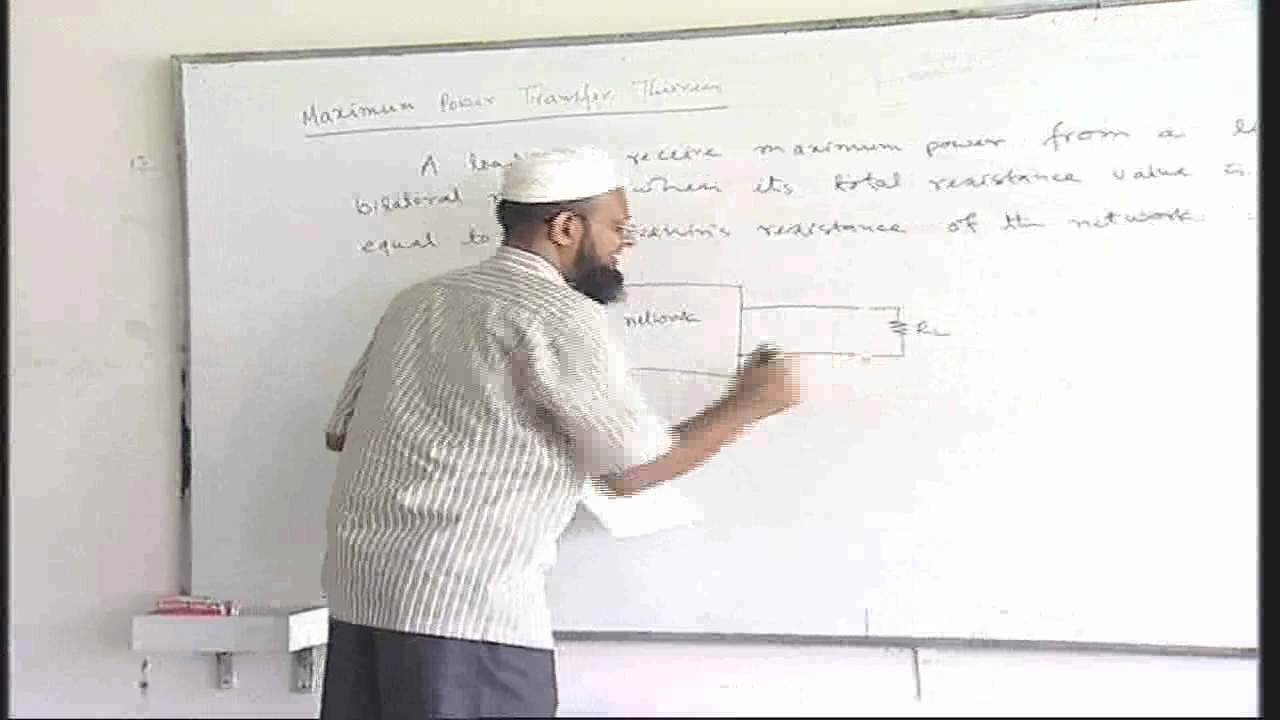 Maximum Power Transfer Theorem
A receive maximum power from a
bilateral when its total resistance value is
equal to resistance of the network
network
RL